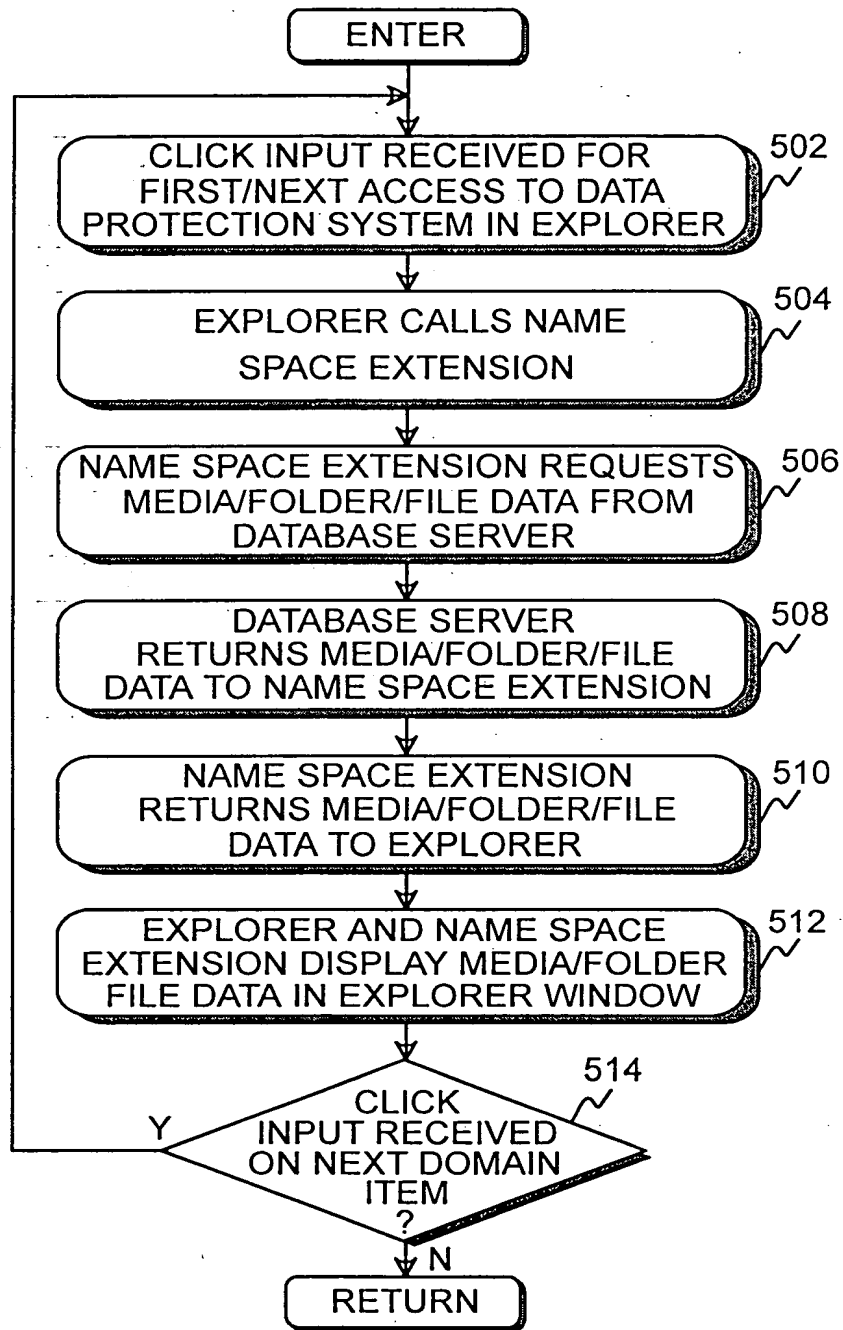 ENTER
CLICK INPUT RECEIVED FOR
FIRST/NEXT ACCESS TO DATA
PROTECTION SYSTEM IN EXPLORER
502
EXPLORER CALLS NAME
SPACE EXTENSION
504
NAME SPACE EXTENSION REQUESTS
MEDIA/FOLDER/FILE DATA FROM
DATABASE SERVER
506
DATABASE SERVER
RETURNS MEDIA/FOLDER/FILE
DATA TO NAME SPACE EXTENSION
508
NAME SPACE EXTENSION
RETURNS MEDIA/FOLDER/FILE
DATA TO EXPLORER
510
EXPLORER AND NAME SPACE
EXTENSION DISPLAY MEDIA/FOLDER
FILE DATA IN EXPLORER WINDOW
512
CLICK
INPUT RECEIVED
ON NEXT DOMAIN
ITEM
?
514
Y
N
RETURN